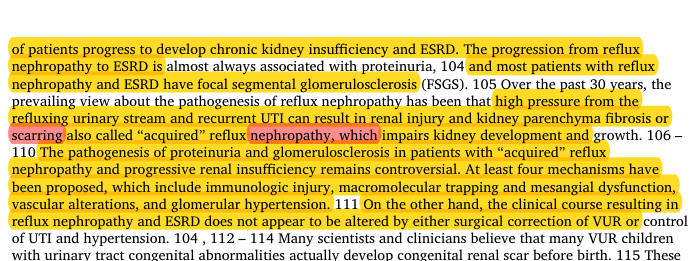 of patients progress to develop chronic kidney insufficiency and ESRD. The progression from reflux
nephropathy to ESRD is almost always associated with proteinuria, 104 and most patients with reflux
nephropathy and ESRD have focal segmental glomerulosclerosis (FSGS). 105 Over the past 30 years, the
prevailing view about the pathogenesis of reflux nephropathy has been that high pressure from the
refluxing urinary stream and recurrent UTI can result in renal injury and kidney parenchyma fibrosis or
scarring also called “acquired” reflux nephropathy, which impairs kidney development and growth. 106 –
110 The pathogenesis of proteinuria and glomerulosclerosis in patients with “acquired” reflux
nephropathy and progressive renal insufficiency remains controversial. At least four mechanisms have
been proposed, which include immunologic injury, macromolecular trapping and mesangial dysfunction,
vascular alterations, and glomerular hypertension. 111 On the other hand, the clinical course resulting in
reflux nephropathy and ESRD does not appear to be altered by either surgical correction of VUR or control
of UTI and hypertension. 104 , 112 – 114 Many scientists and clinicians believe that many VUR children
with urinary tract congenital abnormalities actually develop congenital renal scar before birth. 115 These